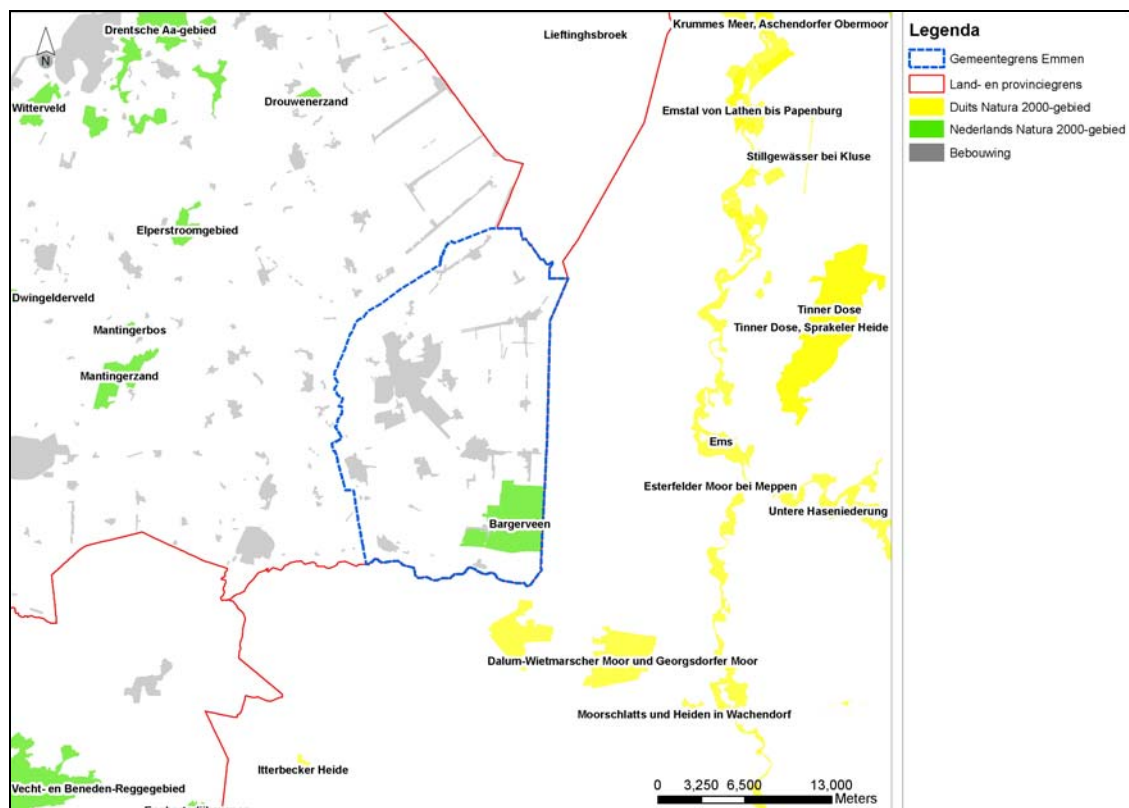 Drentsche Aa-gebied
Lieftinghsbroek
Krummes Meer, Aschendorfer Obermoor
N
Witterveld
Drouwenerzand
Emstal von Lathen bis Papenburg
Stillgewässer bei Kluse
Elperstroomgebied
Dwingelderveld
Mantingerbos
Mantingerzand
Tinner Dose
Tinner Dose, Sprakeler Heide
Ems
Esterfelder Moor bei Meppen
Untere Haseniederung
Bargerveen
Dalum-Wietmarscher Moor und Georgsdorfer Moor
Moorschlatts und Heiden in Wachendorf
Itterbecker Heide
Vecht- en Beneden-Reggegebied
0 3,250 6,500 13,000
Meters
Legenda
Gemeentegrens Emmen
Land- en provinciegrens
Duits Natura 2000-gebied
Nederlands Natura 2000-gebied
Bebouwing